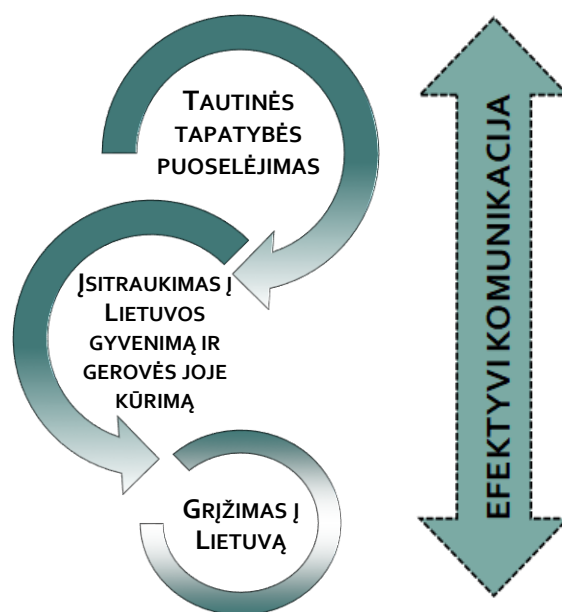 TAUTINĖS
TAPATYBĖS
PUOSELĖJIMAS
ĮSITRAUKIMAS Į
LIETUVOS
GYVENIMĄ IR
GEROVĖS JOJE
KŪRIMĄ
GRĮŽIMAS Į
LIETUVĄ
EFEKTYVI KOMUNIKACIJA